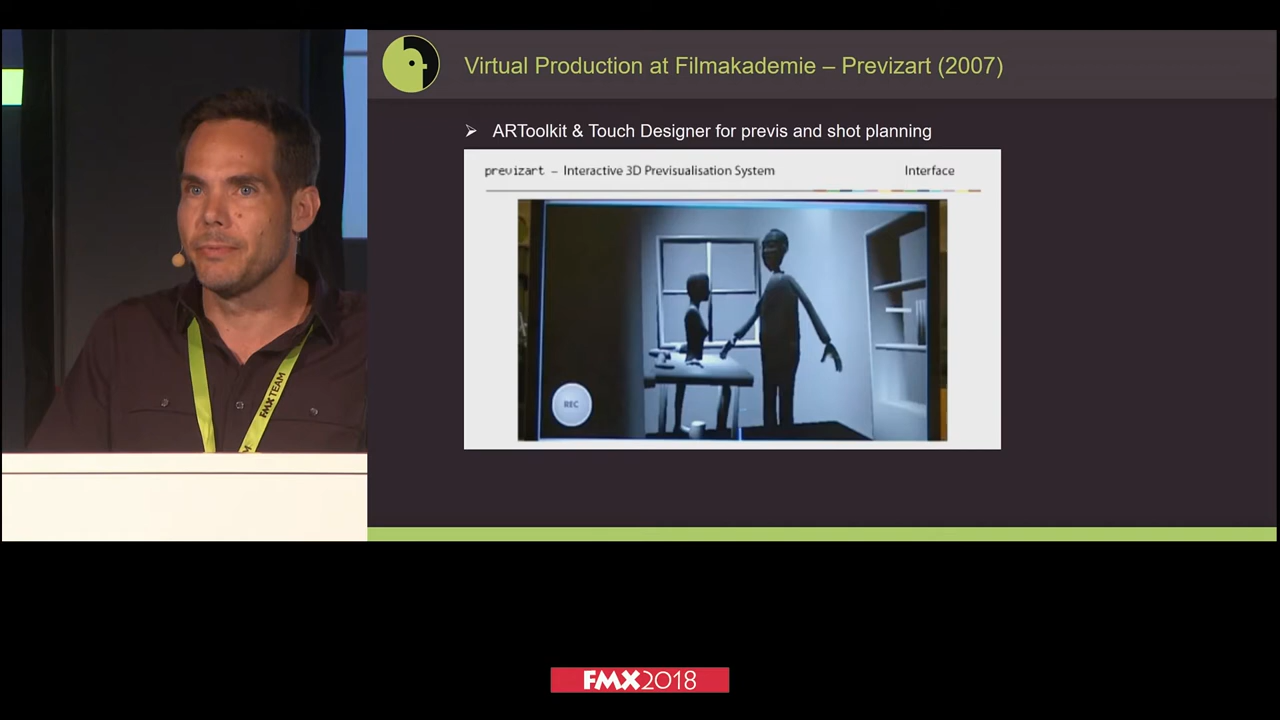 Virtual Production at Filmakademie – Previzart (2007)
ARToolkit & Touch Designer for previs and shot planning
previzart – Interactive 3D Previsualisation System
Interface
REC
FMX TEAM
FMX2018